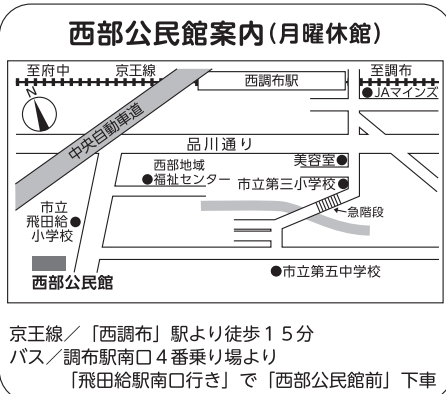 西部公民館案内(月曜休館)
至府中
京王線
西調布駅
至調布
●JAマインズ
N
中央自動車道
品川通り
美容室●
西部地域
●福祉センター
市立第三小学校●
急階段
市立
飛田給●
小学校
西部公民館
●市立第五中学校
京王線/「西調布」駅より徒歩15分
バス/調布駅南口4番乗り場より
「飛田給駅南口行き」で「西部公民館前」下車